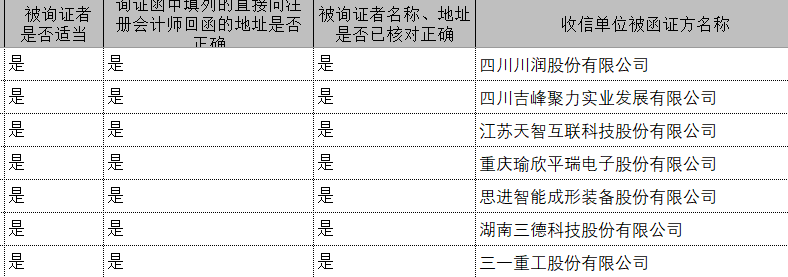 被询证者
是否适当
询证函中填列的直接向注
册会计师回函的地址是否
正确
被询证者名称、地址
是否已核对正确
收信单位被函证方名称
是 是 是 四川川润股份有限公司
是 是 是 四川吉峰聚力实业发展有限公司
是 是 是 江苏天智互联科技股份有限公司
是 是 是 重庆瑜欣平瑞电子股份有限公司
是 是 是 思进智能成形装备股份有限公司
是 是 是 湖南三德科技股份有限公司
是 是 是 三一重工股份有限公司